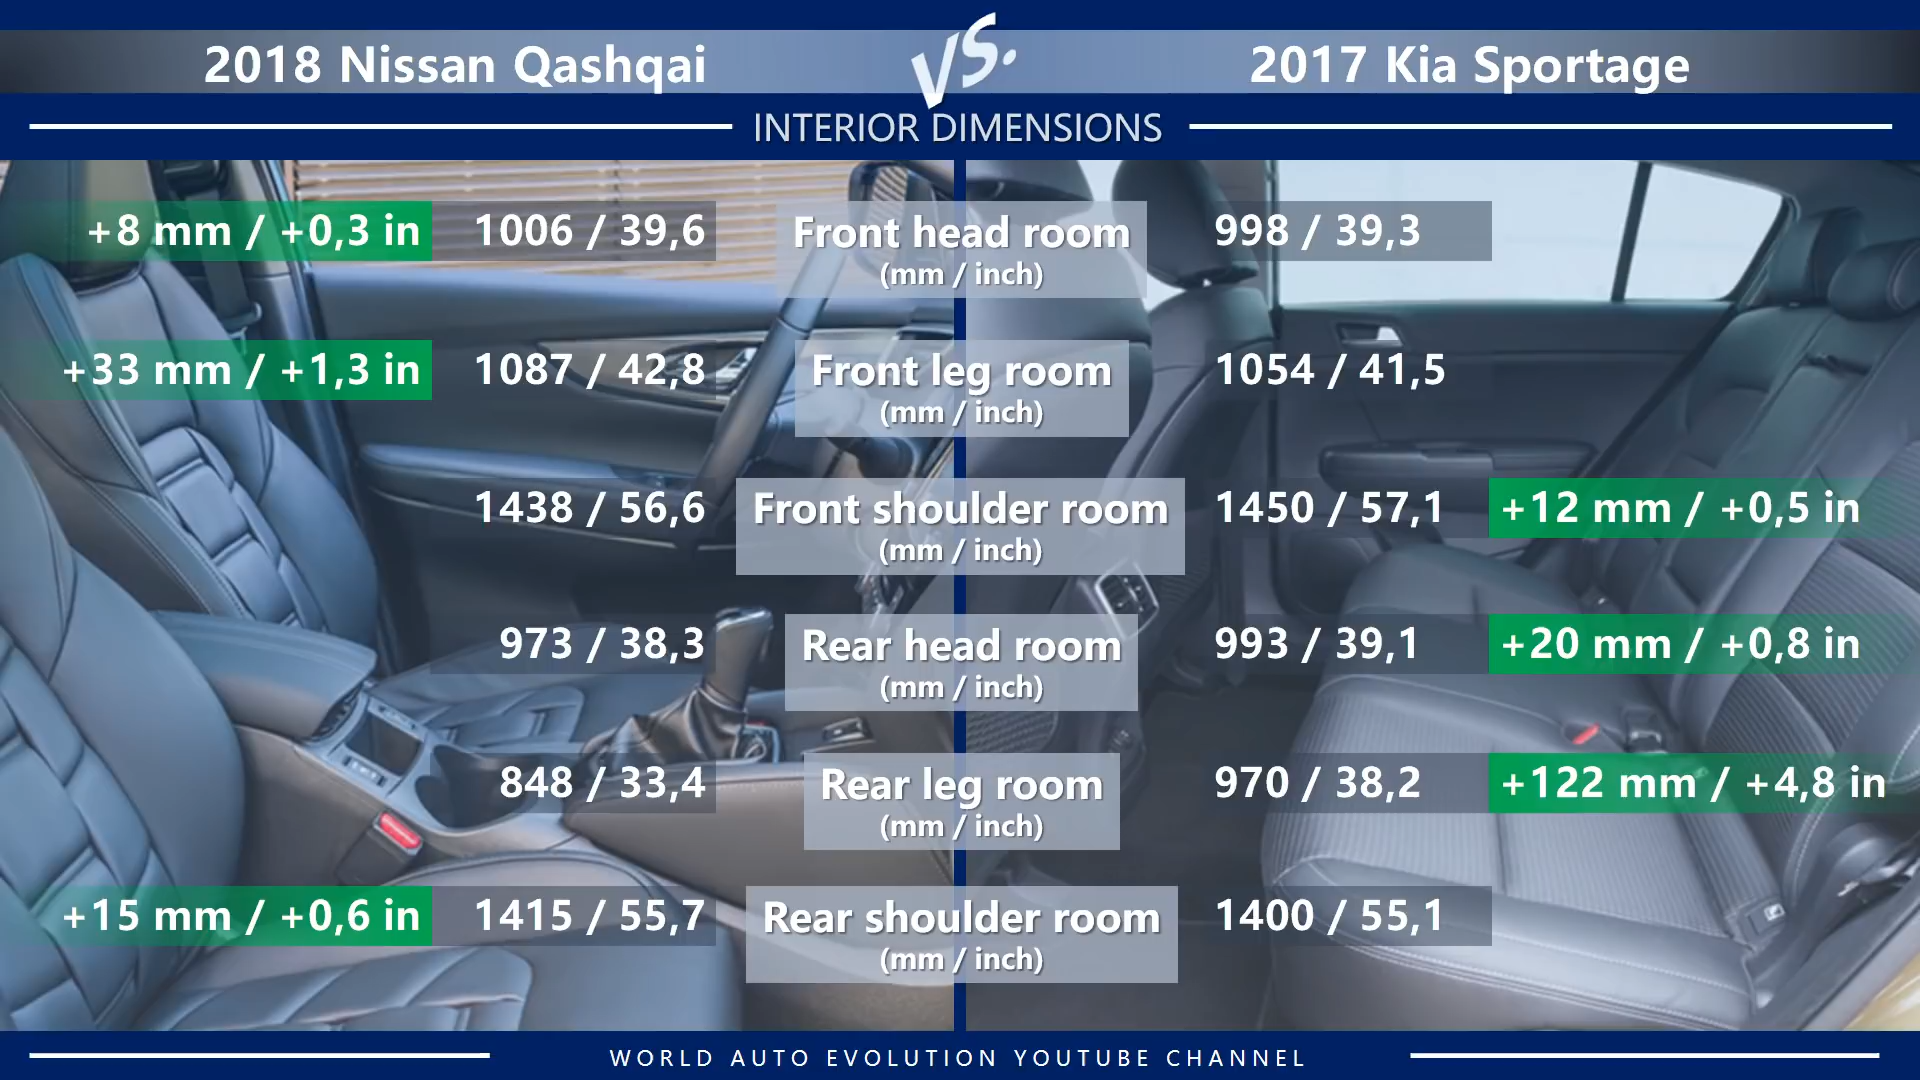 2018 Nissan Qashqai VS. 2017 Kia Sportage
INTERIOR DIMENSIONS
+8 mm / +0,3 in 1006 / 39,6 Front head room 998 / 39,3
(mm / inch)
+33 mm / +1,3 in 1087 / 42,8 Front leg room 1054 / 41,5
(mm / inch)
1438 / 56,6 Front shoulder room 1450 / 57,1 +12 mm / +0,5 in
(mm / inch)
973 / 38,3 Rear head room 993 / 39,1 +20 mm / +0,8 in
(mm / inch)
848 / 33,4 Rear leg room 970 / 38,2 +122 mm / +4,8 in
(mm / inch)
+15 mm / +0,6 in 1415 / 55,7 Rear shoulder room 1400 / 55,1
(mm / inch)
WORLD AUTO EVOLUTION YOUTUBE CHANNEL